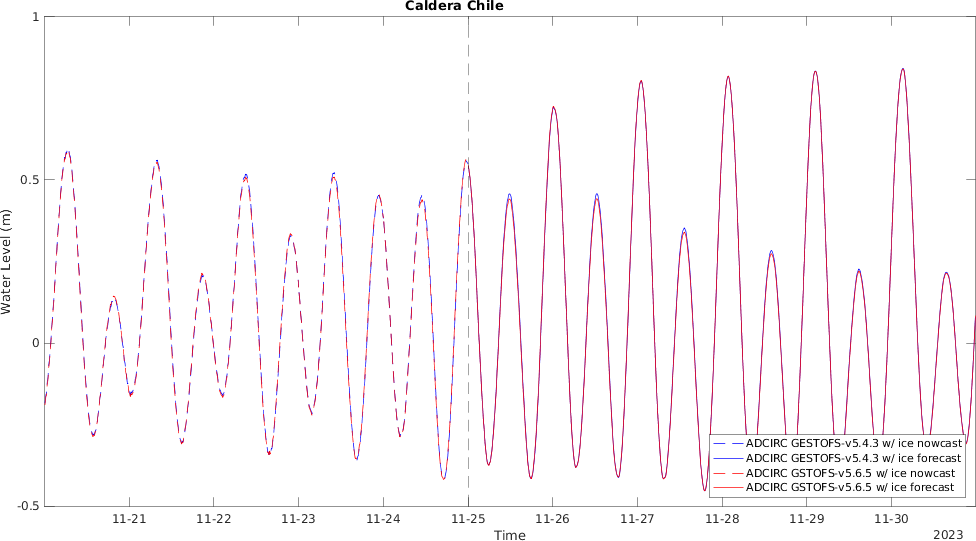 Caldera Chile
Water Level (m)
1
0.5
0
-0.5
ADCIRC GESTOFS-v5.4.3 w/ ice nowcast
ADCIRC GESTOFS-v5.4.3 w/ ice forecast
ADCIRC GSTOFS-v5.6.5 w/ ice nowcast
ADCIRC GSTOFS-v5.6.5 w/ ice forecast
11-21 11-22 11-23 11-24 11-25 11-26 11-27 11-28 11-29 11-30
Time
2023